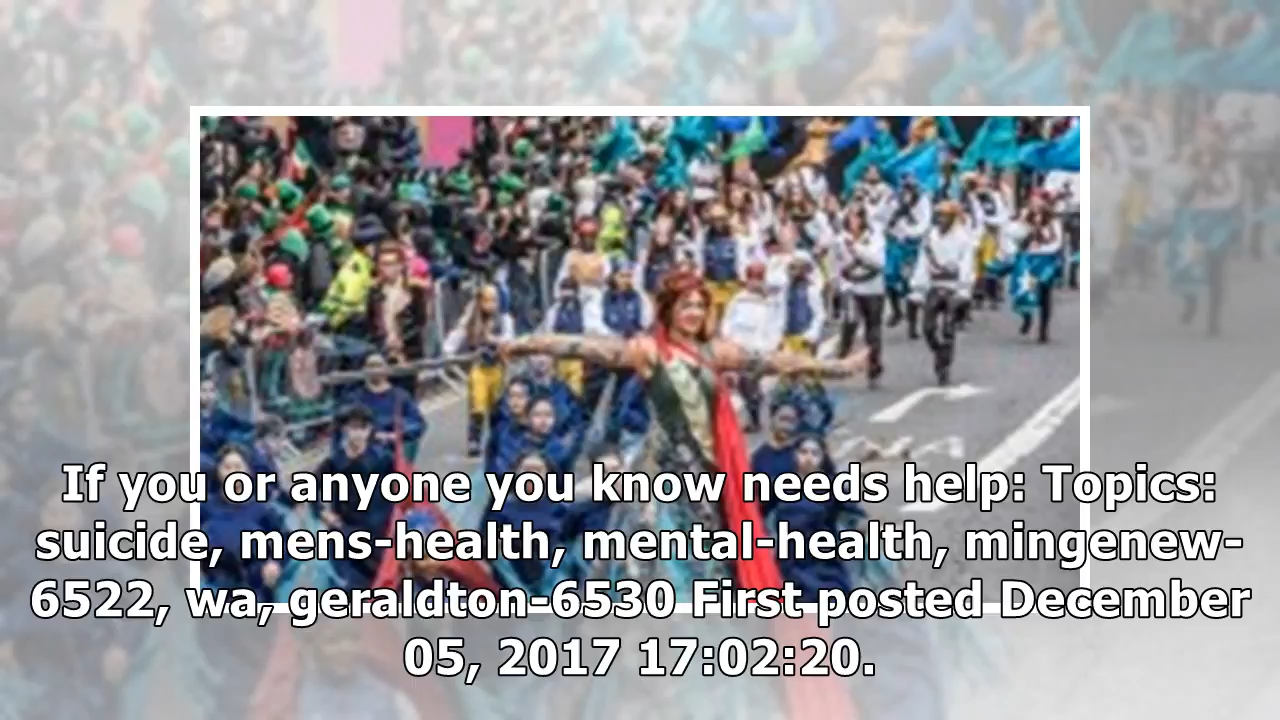 If you or anyone you know needs help: Topics:
suicide, mens-health, mental-health, mingenew-
6522, wa, geraldton-6530 First posted December
05, 2017 17:02:20.